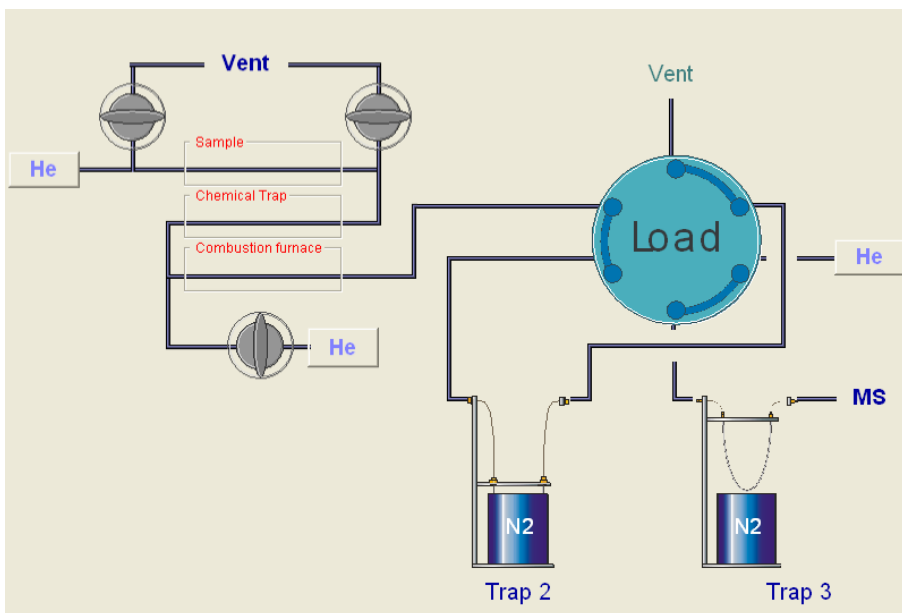 Vent
Vent
Sample
He
Chemical Trap
Load
Combustion furnace
He
He
MS
N2
N2
Trap 2
Trap 3